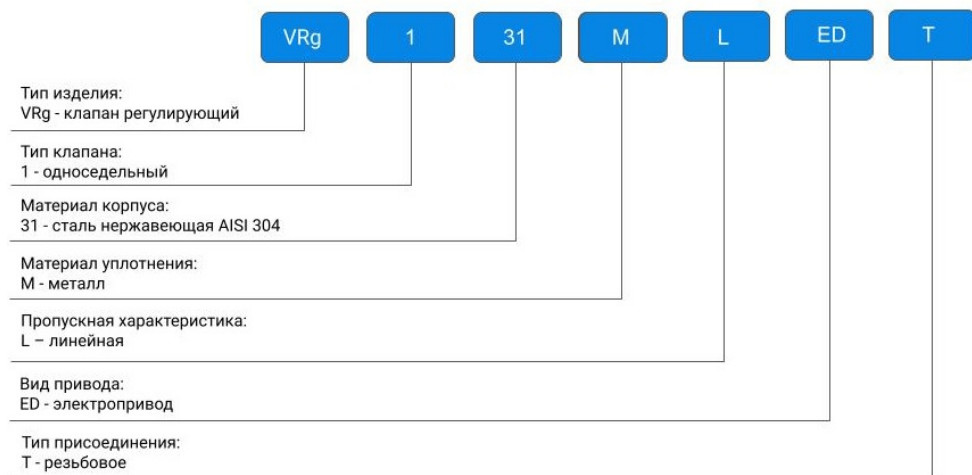 VRg 1 31 M L ED T
Тип изделия:
VRg - клапан регулирующий
Тип клапана:
1 - односедельный
Материал корпуса:
31 - сталь нержавеющая AISI 304
Материал уплотнения:
М - металл
Пропускная характеристика:
L – линейная
Вид привода:
ED - электропривод
Тип присоединения:
Т - резьбовое